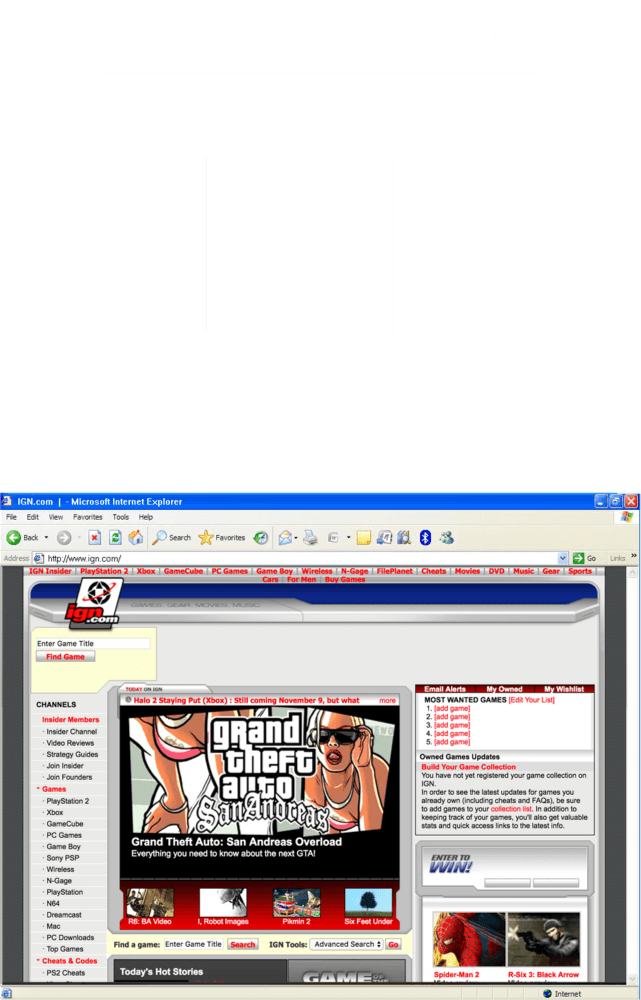 IGN.com | - Microsoft Internet Explorer
File Edit View Favorites Tools Help
Back Search Favorites
Address http://www.ign.com/ Go Links »
IGN Insider | PlayStation 2 | Xbox | GameCube | PC Games | Game Boy | Wireless | N-Gage | FilePlanet | Cheats | Movies | DVD | Music | Gear | Sports |
Cars | For Men | Buy Games
ign
.com
GAMES, GEAR, MOVIES, MUSIC
Enter Game Title
Find Game
CHANNELS
Insider Members
· Insider Channel
· Video Reviews
· Strategy Guides
· Join Insider
· Join Founders
Games
· PlayStation 2
· Xbox
· GameCube
· PC Games
· Game Boy
· Sony PSP
· Wireless
· N-Gage
· PlayStation
· N64
· Dreamcast
· Mac
· PC Downloads
· Top Games
Cheats & Codes
· PS2 Cheats
TODAY ON IGN
Halo 2 Staying Put (Xbox) : Still coming November 9, but what more
grand
theft
auto
San Andreas
Grand Theft Auto: San Andreas Overload
Everything you need to know about the next GTA!
R6: BA Video I, Robot Images Pikmin 2 Six Feet Under
Find a game: Enter Game Title Search IGN Tools: Advanced Search Go
Today's Hot Stories
GAME OF THE
Email Alerts My Owned My Wishlist
MOST WANTED GAMES [Edit Your List]
1. [add game]
2. [add game]
3. [add game]
4. [add game]
5. [add game]
Owned Games Updates
Build Your Game Collection
You have not yet registered your game collection on
IGN.
In order to see the latest updates for games you
already own (including cheats and FAQs), be sure
to add games to your collection list. In addition to
keeping track of your games, you'll also get valuable
stats and quick access links to the latest info.
ENTER TO
WIN!
Spider-Man 2 R-Six 3: Black Arrow
Internet